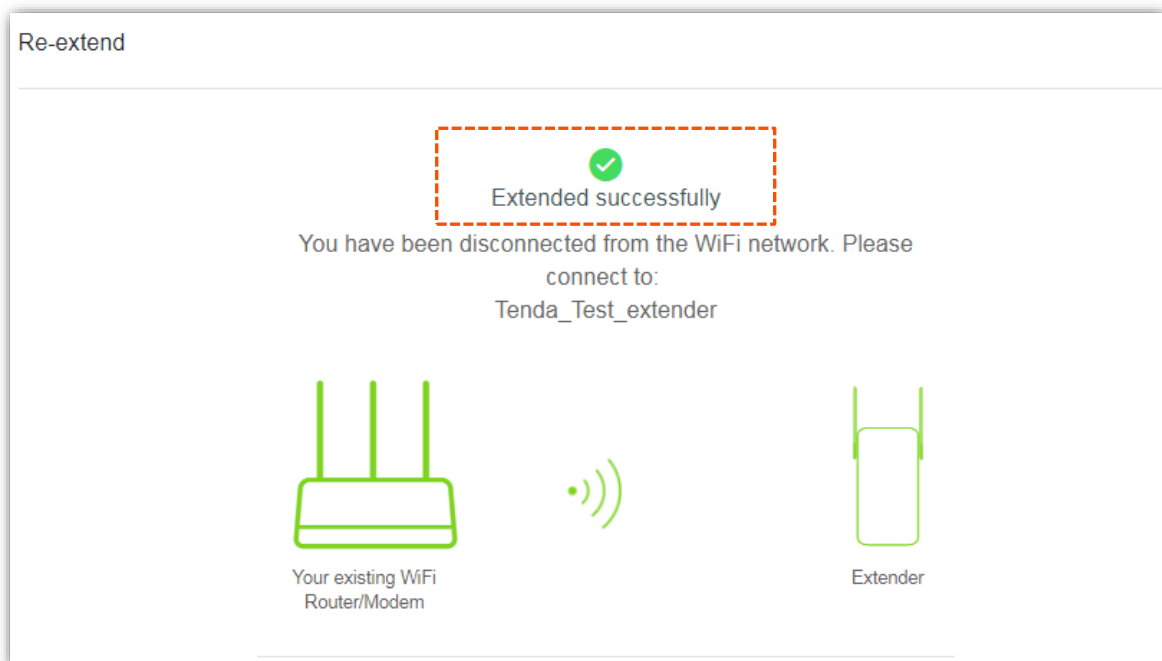 Re-extend
Extended successfully
You have been disconnected from the WiFi network. Please
connect to:
Tenda_Test_extender
Your existing WiFi
Router/Modem
Extender